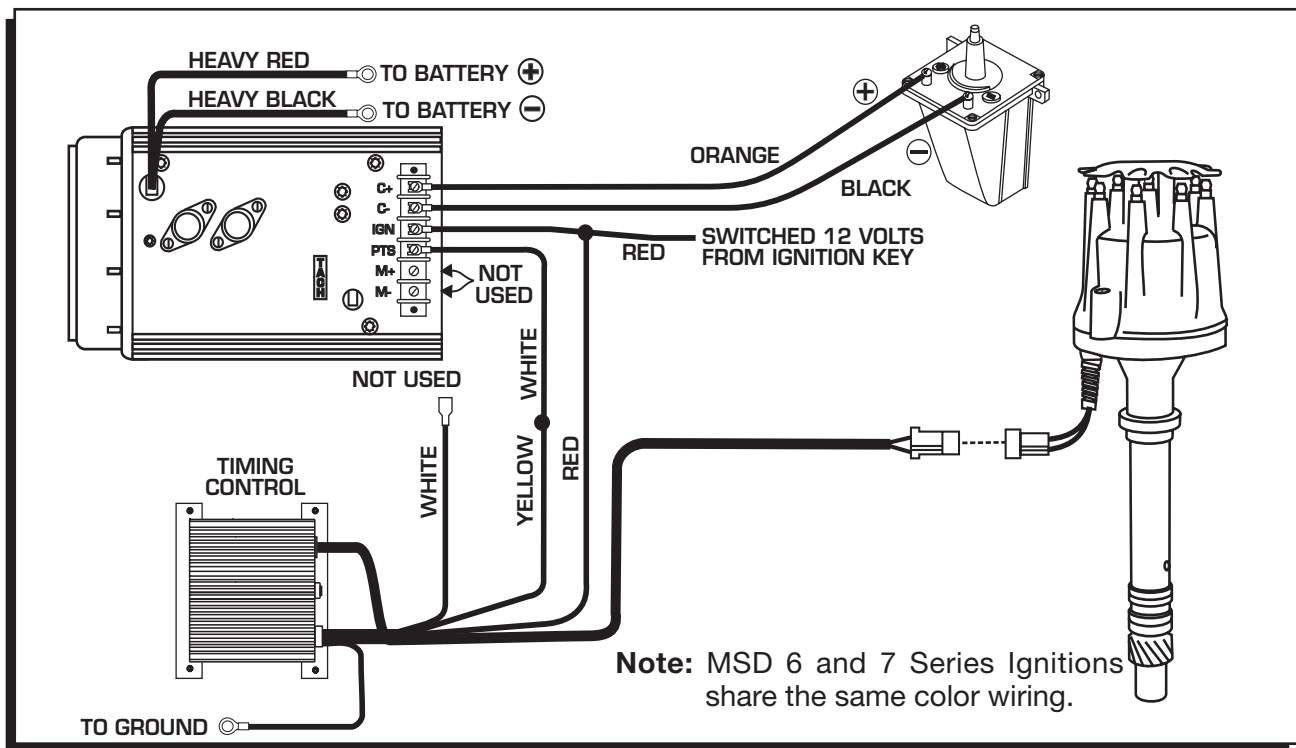 HEAVY RED
TO BATTERY +
HEAVY BLACK
TO BATTERY −
C+
C-
IGN
PTS
M+
M-
TACH
NOT
USED
+
ORANGE
−
BLACK
RED
SWITCHED 12 VOLTS
FROM IGNITION KEY
NOT USED
WHITE
WHITE
YELLOW
RED
TIMING
CONTROL
TO GROUND
Note: MSD 6 and 7 Series Ignitions
share the same color wiring.